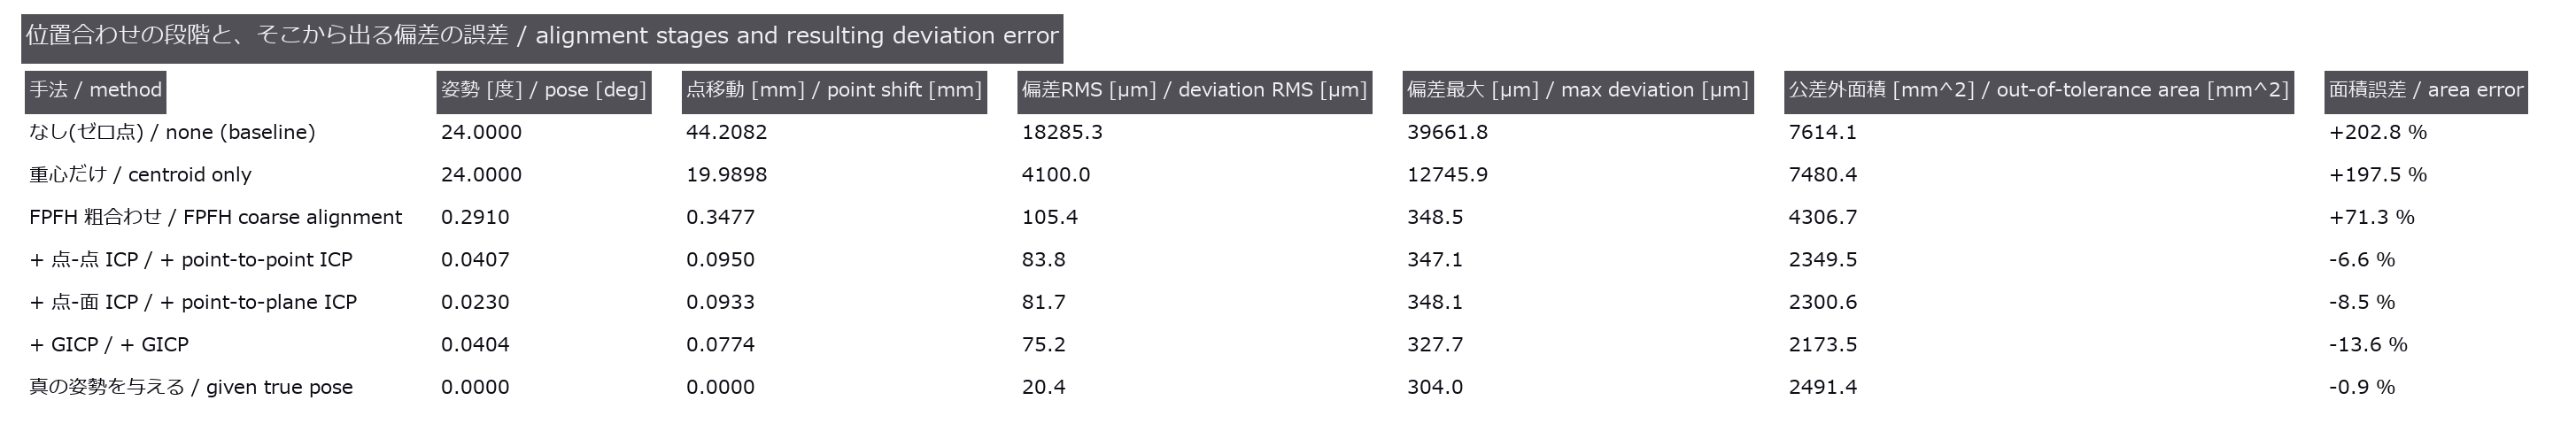 位置合わせの段階と、そこから出る偏差の誤差 / alignment stages and resulting deviation error
手法 / method 姿勢 [度] / pose [deg] 点移動 [mm] / point shift [mm] 偏差RMS [µm] / deviation RMS [µm] 偏差最大 [µm] / max deviation [µm] 公差外面積 [mm^2] / out-of-tolerance area [mm^2] 面積誤差 / area error
なし(ゼロ点) / none (baseline) 24.0000 44.2082 18285.3 39661.8 7614.1 +202.8 %
重心だけ / centroid only 24.0000 19.9898 4100.0 12745.9 7480.4 +197.5 %
FPFH 粗合わせ / FPFH coarse alignment 0.2910 0.3477 105.4 348.5 4306.7 +71.3 %
+ 点-点 ICP / + point-to-point ICP 0.0407 0.0950 83.8 347.1 2349.5 -6.6 %
+ 点-面 ICP / + point-to-plane ICP 0.0230 0.0933 81.7 348.1 2300.6 -8.5 %
+ GICP / + GICP 0.0404 0.0774 75.2 327.7 2173.5 -13.6 %
真の姿勢を与える / given true pose 0.0000 0.0000 20.4 304.0 2491.4 -0.9 %